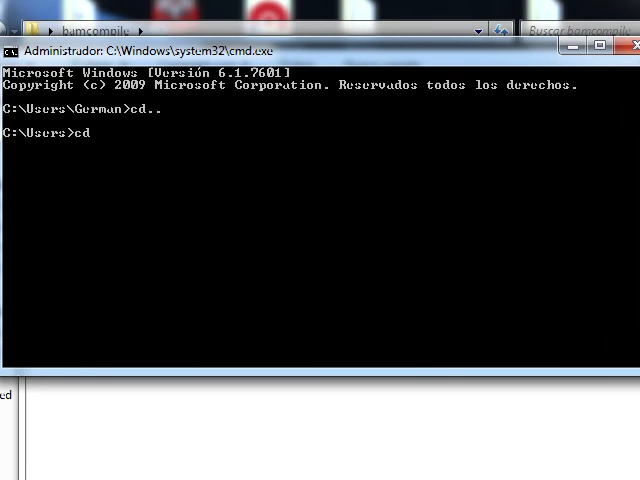 bamcompile
Buscar bamcompile
Administrador: C:\Windows\system32\cmd.exe
Microsoft Windows [Versión 6.1.7601]
Copyright (c) 2009 Microsoft Corporation. Reservados todos los derechos.
C:\Users\German>cd..
C:\Users>cd
ed